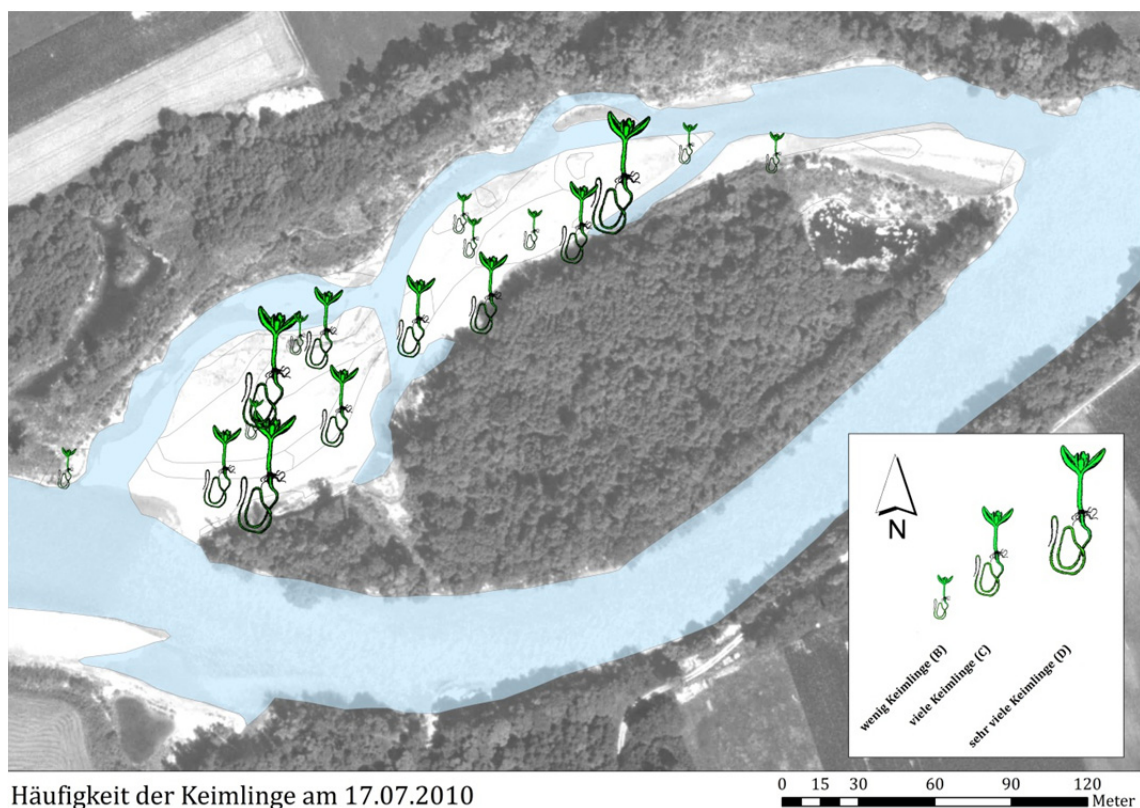 N
wenig Keimlinge (B)
viele Keimlinge (C)
sehr viele Keimlinge (D)
Häufigkeit der Keimlinge am 17.07.2010
0 15 30 60 90 120
Meter